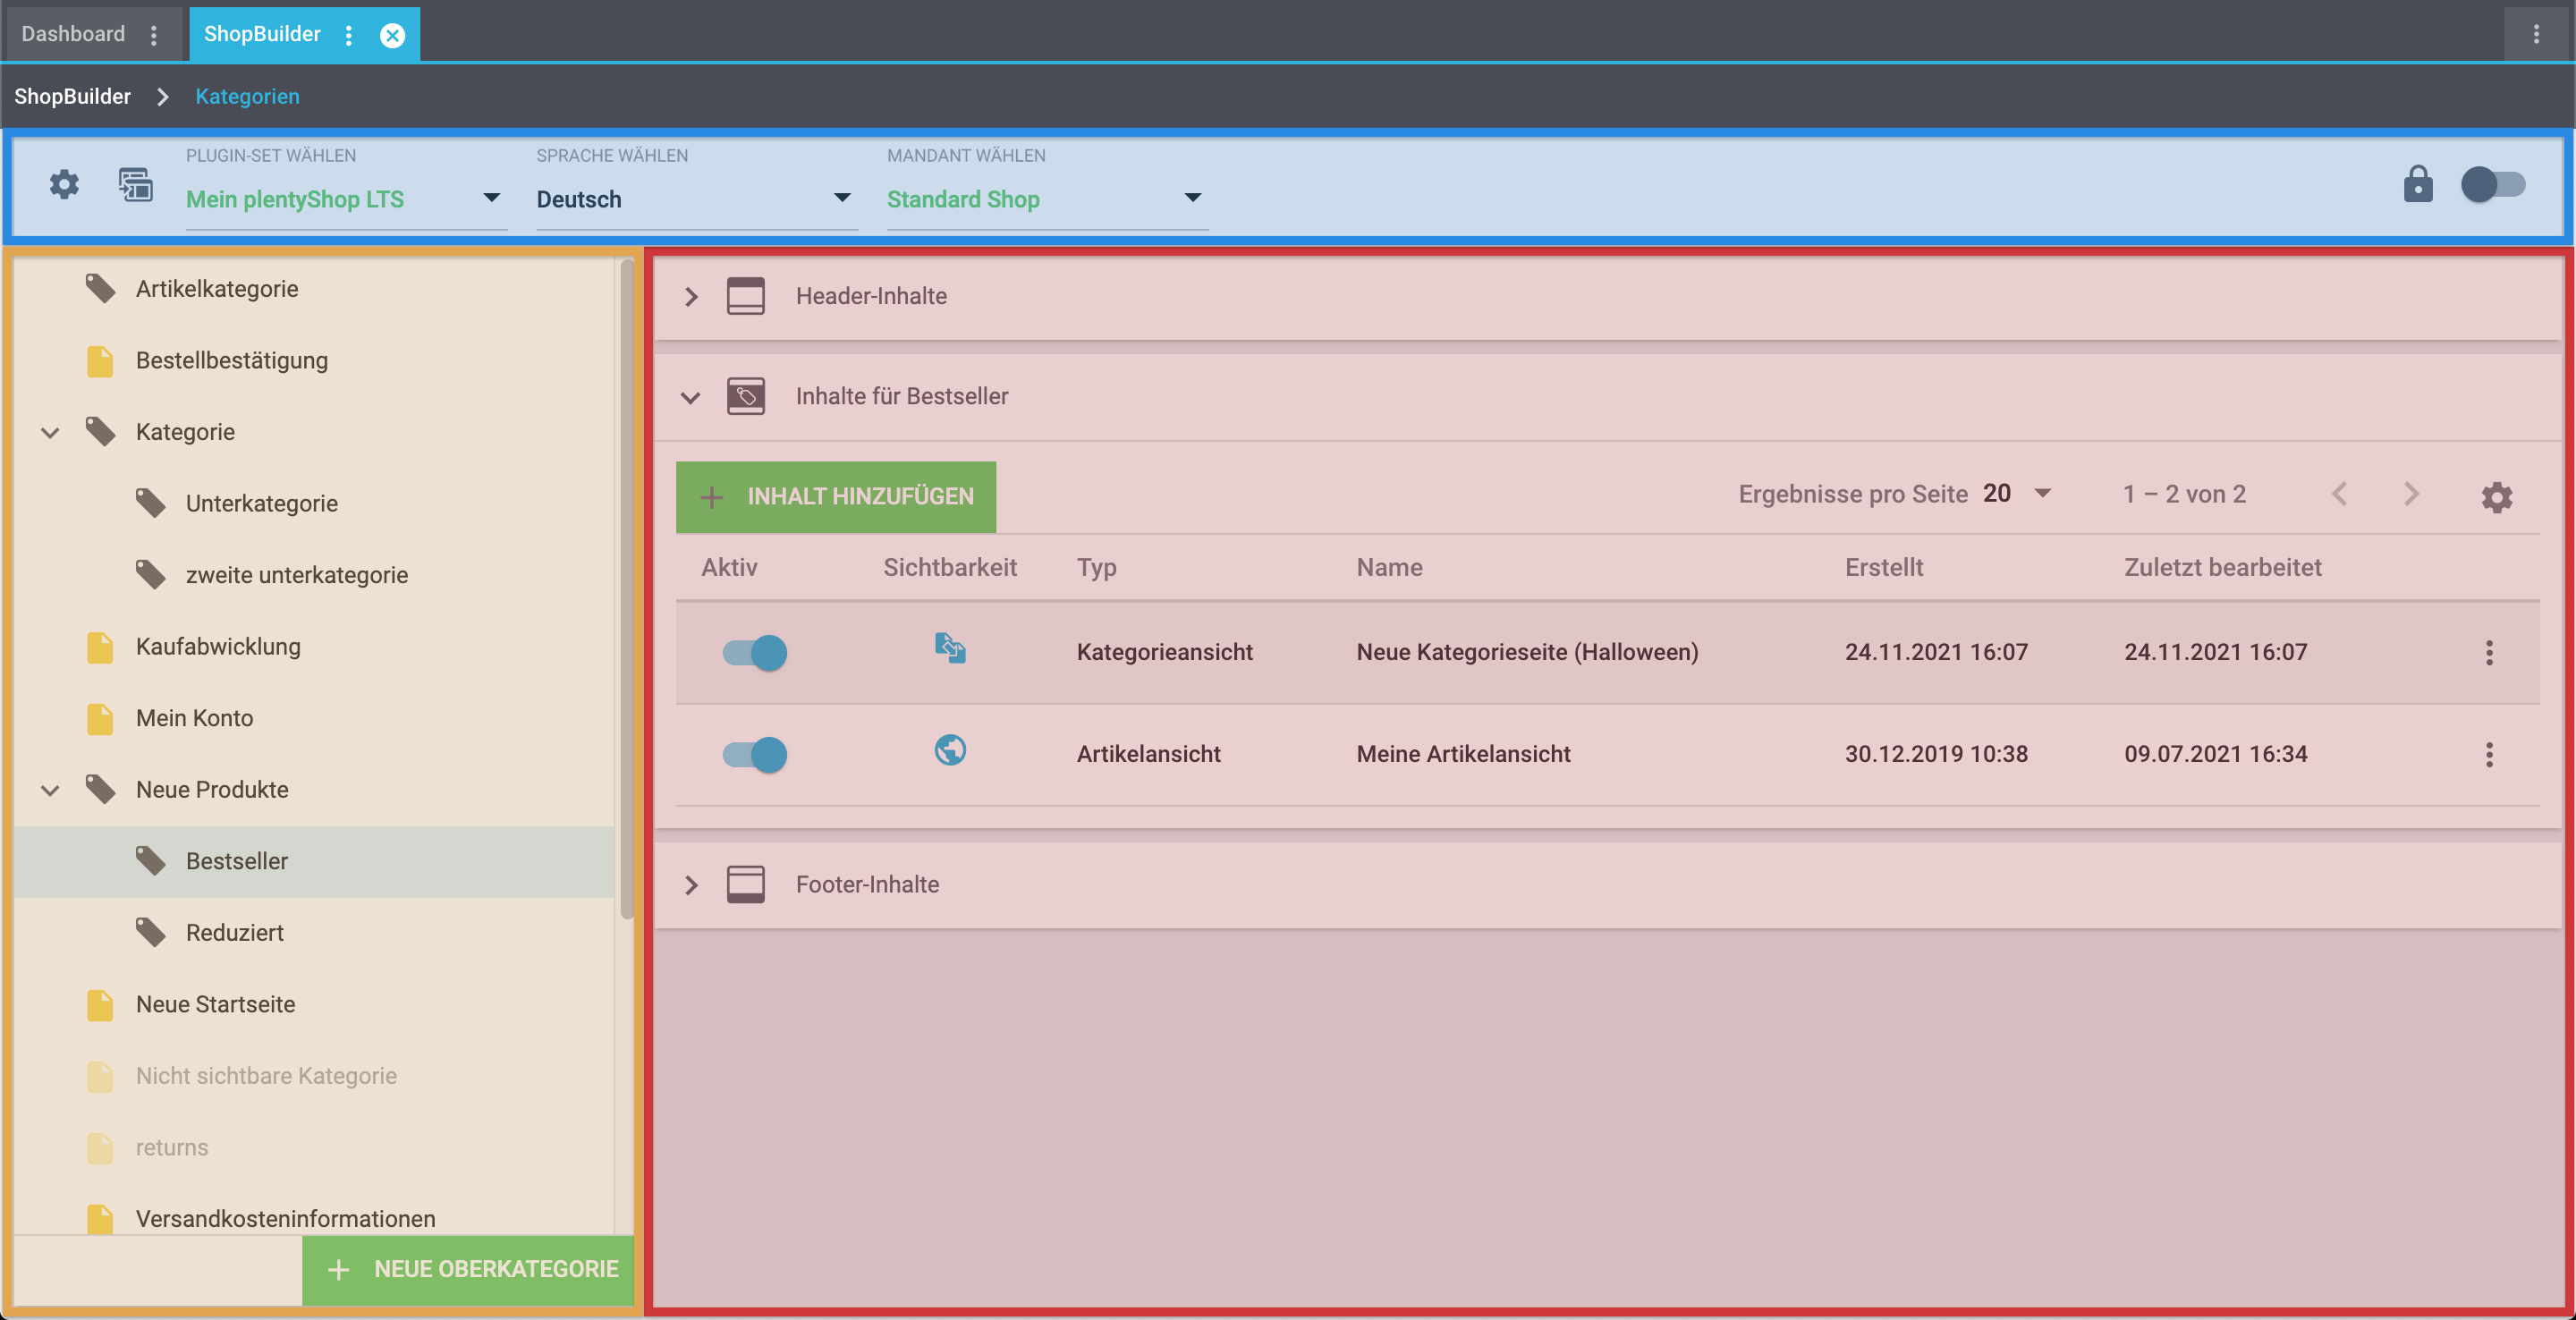 Dashboard
ShopBuilder
ShopBuilder Kategorien
PLUGIN-SET WÄHLEN
Mein plentyShop LTS
SPRACHE WÄHLEN
Deutsch
MANDANT WÄHLEN
Standard Shop
Artikelkategorie
Bestellbestätigung
Kategorie
Unterkategorie
zweite unterkategorie
Kaufabwicklung
Mein Konto
Neue Produkte
Bestseller
Reduziert
Neue Startseite
Nicht sichtbare Kategorie
returns
Versandkosteninformationen
NEUE OBERKATEGORIE
Header-Inhalte
Inhalte für Bestseller
INHALT HINZUFÜGEN
Ergebnisse pro Seite 20
1 – 2 von 2
Aktiv Sichtbarkeit Typ Name Erstellt Zuletzt bearbeitet
Kategorieansicht Neue Kategorieseite (Halloween) 24.11.2021 16:07 24.11.2021 16:07
Artikelansicht Meine Artikelansicht 30.12.2019 10:38 09.07.2021 16:34
Footer-Inhalte